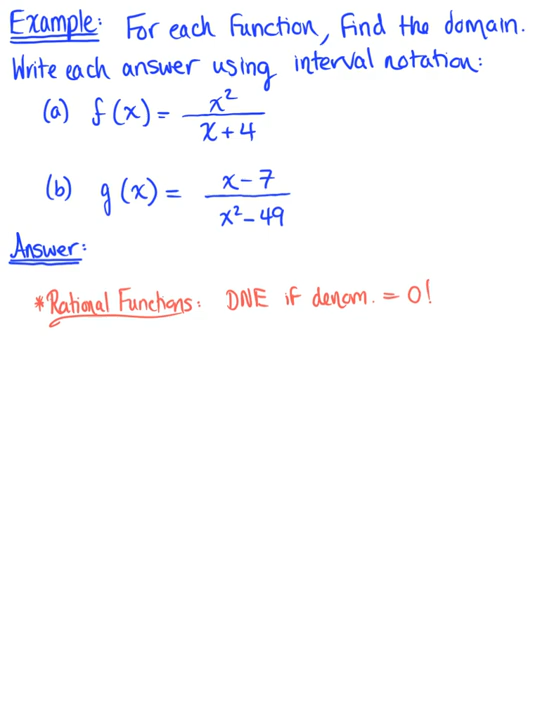 Example: For each function, find the domain.
Write each answer using interval notation:
(a) f(x) = x² / x+4
(b) g(x) = x-7 / x²-49
Answer:
*Rational Functions: DNE if denom. = 0!